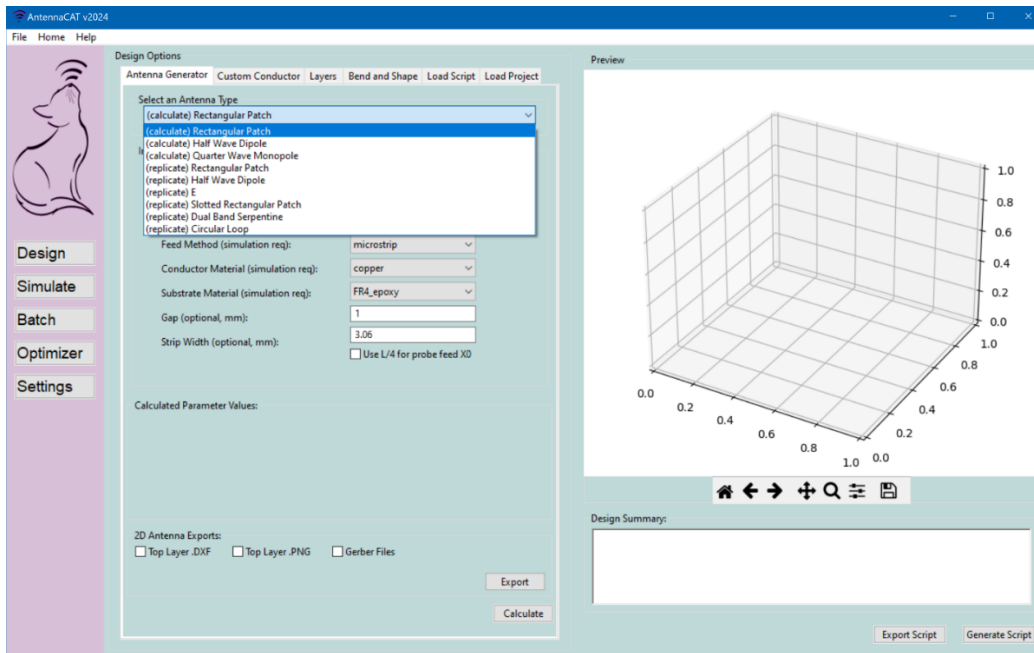 AntennaCAT v2024
File Home Help
Design
Simulate
Batch
Optimizer
Settings
Design Options
Antenna Generator Custom Conductor Layers Bend and Shape Load Script Load Project
Select an Antenna Type
(calculate) Rectangular Patch
(calculate) Rectangular Patch
(calculate) Half Wave Dipole
(calculate) Quarter Wave Monopole
(replicate) Rectangular Patch
(replicate) Half Wave Dipole
(replicate) E
(replicate) Slotted Rectangular Patch
(replicate) Dual Band Serpentine
(replicate) Circular Loop
Feed Method (simulation req): microstrip
Conductor Material (simulation req): copper
Substrate Material (simulation req): FR4_epoxy
Gap (optional, mm): 1
Strip Width (optional, mm): 3.06
Use L/4 for probe feed X0
Calculated Parameter Values:
2D Antenna Exports:
Top Layer .DXF Top Layer .PNG Gerber Files
Export
Calculate
Preview
1.0
0.8
0.6
0.4
0.2
0.0
1.0
0.8
0.6
0.4
0.2
0.0
0.0
0.2
0.4
0.6
0.8
1.0
Design Summary:
Export Script Generate Script